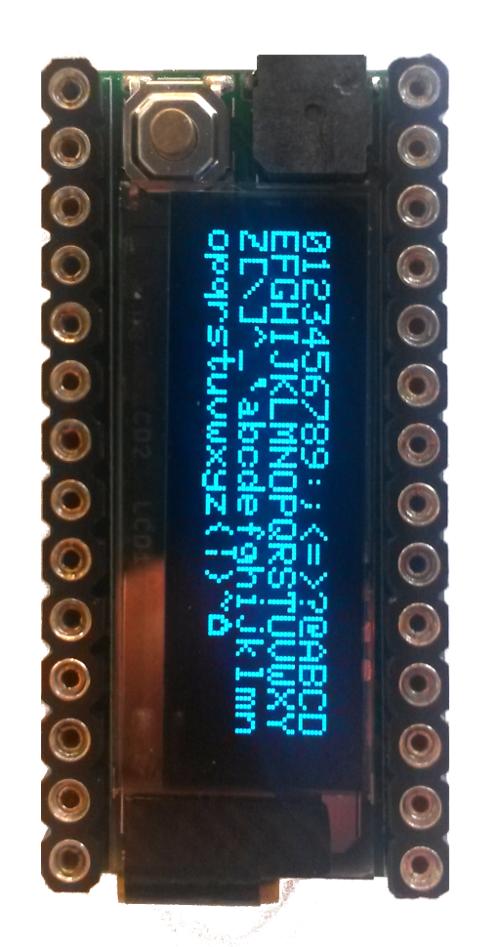 0123456789:;<=>?@ABCD
EFGHIJKLMNOPQRSTUVWXY
Z[\]^_`abcdefghijklmn
opqrstuvwxyz{|}~⌂